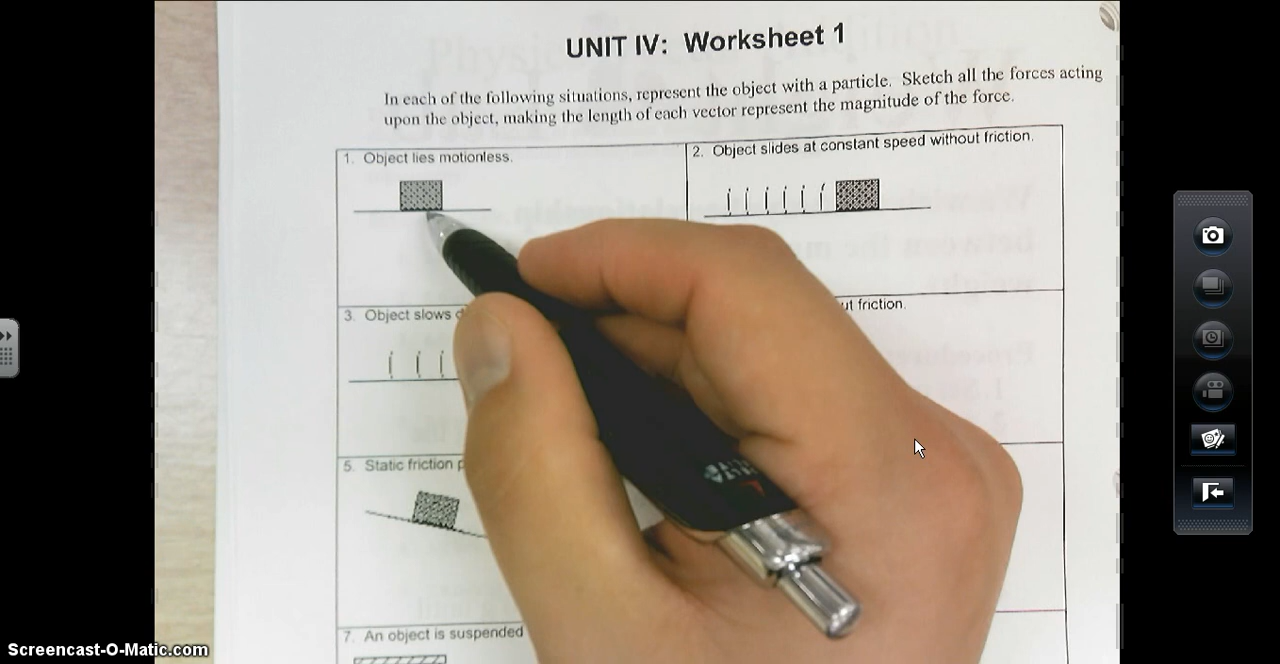 UNIT IV: Worksheet 1
In each of the following situations, represent the object with a particle. Sketch all the forces acting
upon the object, making the length of each vector represent the magnitude of the force.
1. Object lies motionless.
2. Object slides at constant speed without friction.
3. Object slows
friction.
5. Static friction
7. An object is suspended
DELTA
Screencast-O-Matic.com